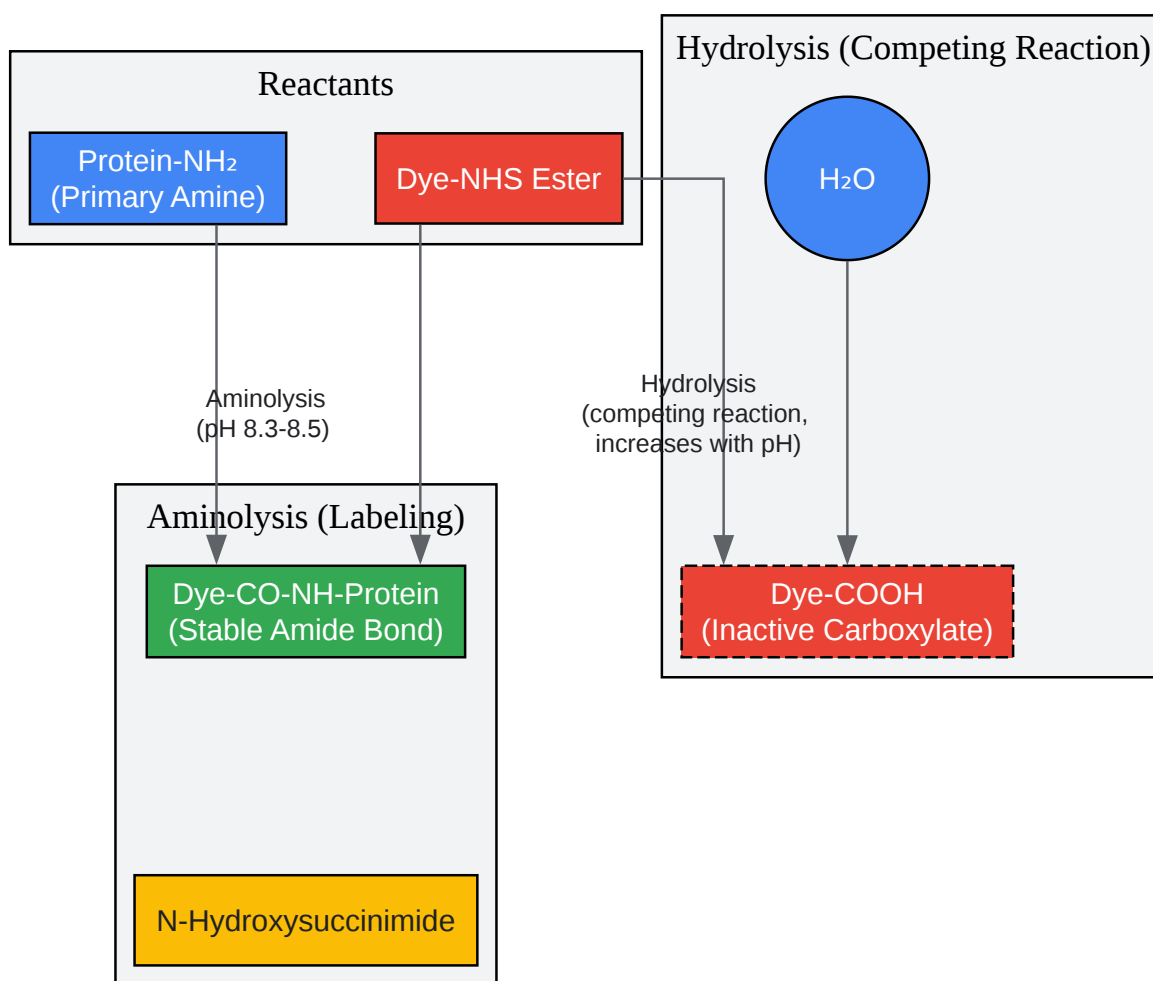 Hydrolysis (Competing Reaction)
Reactants
Protein-NH₂
(Primary Amine)
Dye-NHS Ester
H₂O
Aminolysis
(pH 8.3-8.5)
Hydrolysis
(competing reaction,
increases with pH)
Aminolysis (Labeling)
Dye-CO-NH-Protein
(Stable Amide Bond)
Dye-COOH
(Inactive Carboxylate)
N-Hydroxysuccinimide